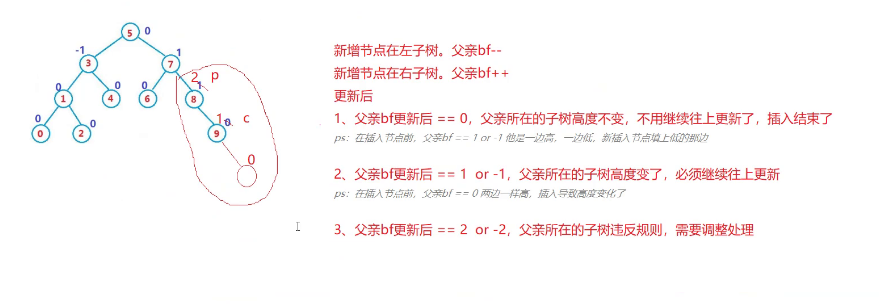 5 0
-1 3 7 1
2 p
0 1 4 0 0 6 8 1
0 0 2 0 1 9 0 c
0
新增节点在左子树。父亲bf--
新增节点在右子树。父亲bf++
更新后
1、父亲bf更新后 == 0，父亲所在的子树高度不变，不用继续往上更新了，插入结束了
ps：在插入节点前，父亲bf == 1 or -1 他是一边高，一边低，新插入节点填上低的那边
2、父亲bf更新后 == 1 or -1，父亲所在的子树高度变了，必须继续往上更新
ps：在插入节点前，父亲bf == 0 两边一样高，插入导致高度变化了
3、父亲bf更新后 == 2 or -2，父亲所在的子树违反规则，需要调整处理